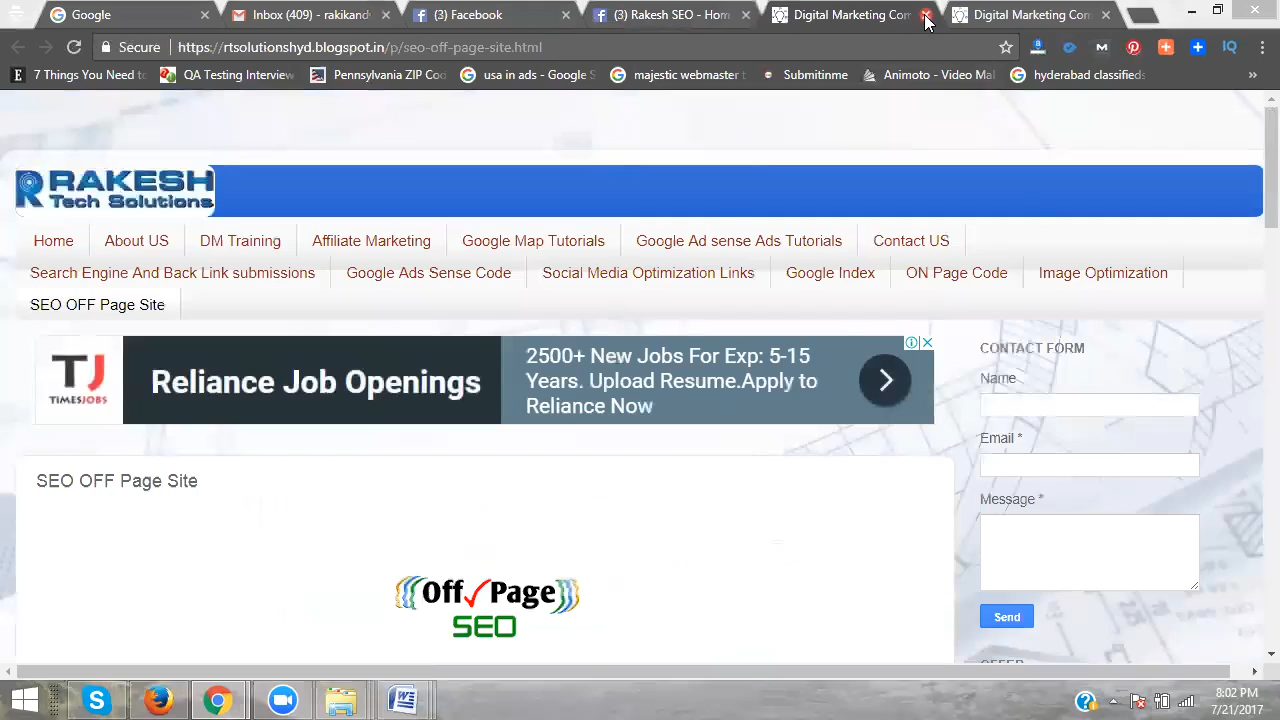 Google
Inbox (409) - rakikand
(3) Facebook
(3) Rakesh SEO - Hom
Digital Marketing Com
Digital Marketing Com
Secure
https://rtsolutionshyd.blogspot.in/p/seo-off-page-site.html
M
IQ
E 7 Things You Need to
QA Testing Interview
Pennsylvania ZIP Coo
usa in ads - Google S
majestic webmaster t
Submitinme
Animoto - Video Mal
hyderabad classifieds
»
R RAKESH
Tech Solutions
Home
About US
DM Training
Affiliate Marketing
Google Map Tutorials
Google Ad sense Ads Tutorials
Contact US
Search Engine And Back Link submissions
Google Ads Sense Code
Social Media Optimization Links
Google Index
ON Page Code
Image Optimization
SEO OFF Page Site
TJ
TIMESJOBS
Reliance Job Openings
2500+ New Jobs For Exp: 5-15
Years. Upload Resume.Apply to
Reliance Now
CONTACT FORM
Name
Email *
Message *
Send
SEO OFF Page Site
Off Page
SEO
8:02 PM
7/21/2017